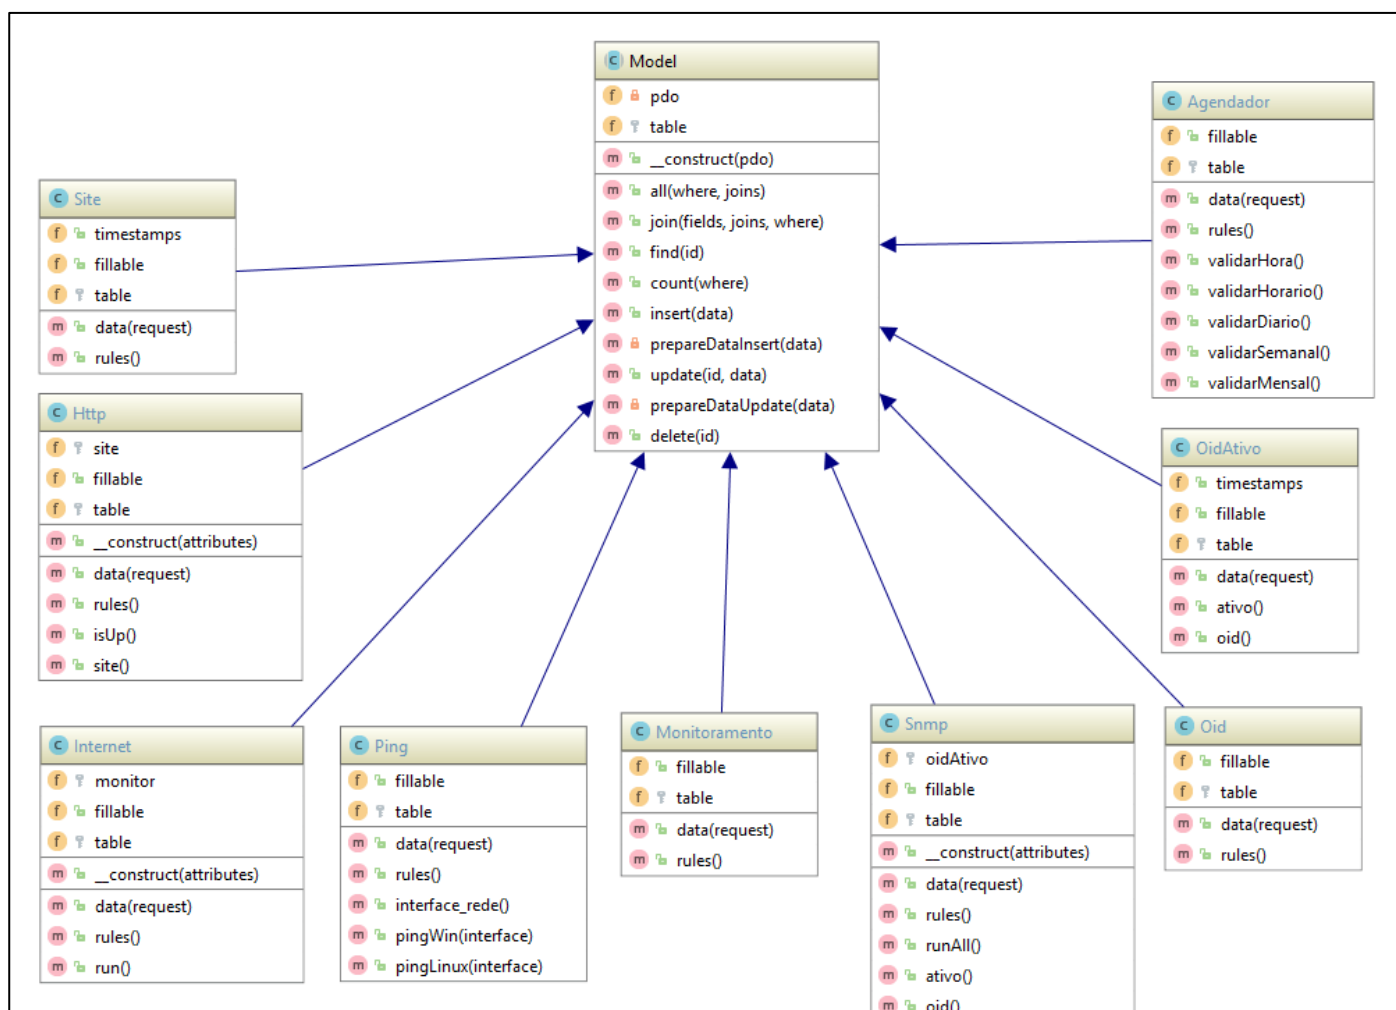 Model
pdo
table
__construct(pdo)
all(where, joins)
join(fields, joins, where)
find(id)
count(where)
insert(data)
prepareDataInsert(data)
update(id, data)
prepareDataUpdate(data)
delete(id)
Agendador
fillable
table
data(request)
rules()
validarHora()
validarHorario()
validarDiario()
validarSemanal()
validarMensal()
Site
timestamps
fillable
table
data(request)
rules()
Http
site
fillable
table
__construct(attributes)
data(request)
rules()
isUp()
site()
OidAtivo
timestamps
fillable
table
data(request)
ativo()
oid()
Internet
monitor
fillable
table
__construct(attributes)
data(request)
rules()
run()
Ping
fillable
table
data(request)
rules()
interface_rede()
pingWin(interface)
pingLinux(interface)
Monitoramento
fillable
table
data(request)
rules()
Snmp
oidAtivo
fillable
table
__construct(attributes)
data(request)
rules()
runAll()
ativo()
oid()
Oid
fillable
table
data(request)
rules()